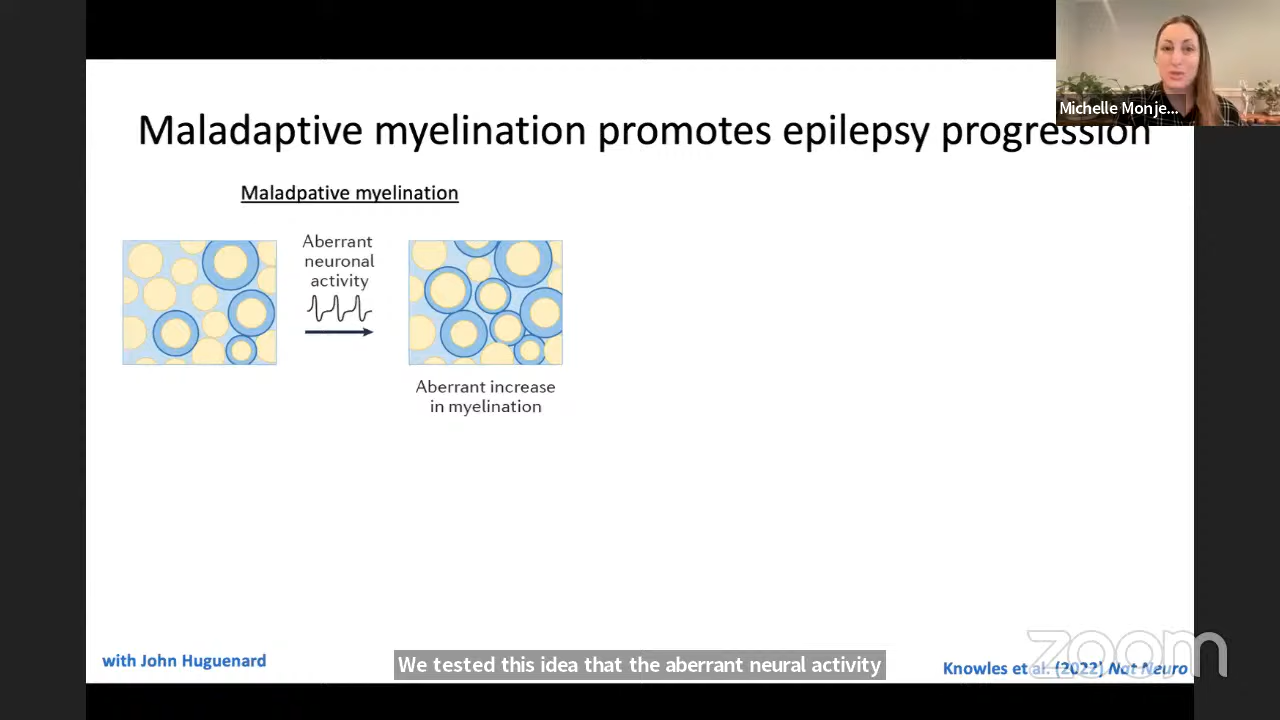 Michelle Monje...
Maladaptive myelination promotes epilepsy progression
Maladpative myelination
Aberrant
neuronal
activity
Aberrant increase
in myelination
with John Huguenard
We tested this idea that the aberrant neural activity
Knowles et al. (2022) Nat Neuro
zoom